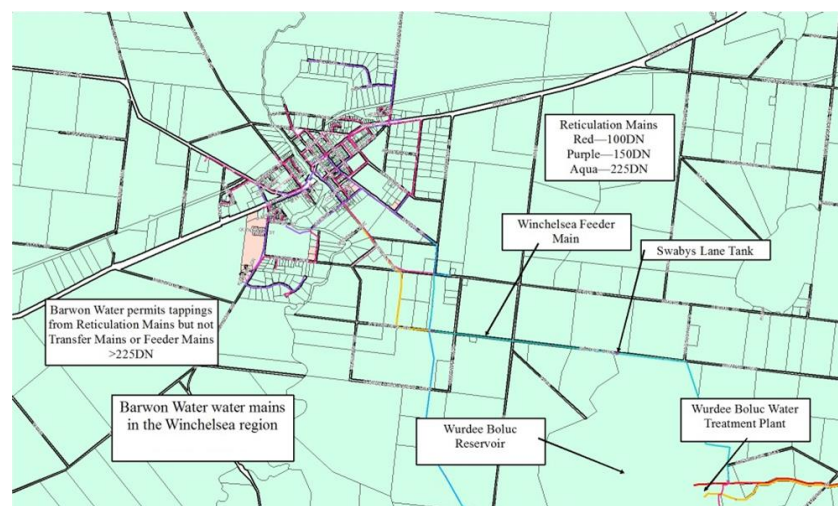 Reticulation Mains
Red—100DN
Purple—150DN
Aqua—225DN
Winchelsea Feeder
Main
Swabys Lane Tank
Barwon Water permits tappings
from Reticulation Mains but not
Transfer Mains or Feeder Mains
>225DN
Barwon Water water mains
in the Winchelsea region
Wurdee Boluc
Reservoir
Wurdee Boluc Water
Treatment Plant